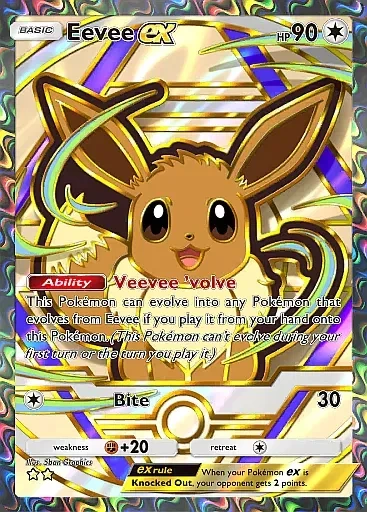 BASIC Eevee ex HP 90
Ability Veevee 'volve
This Pokémon can evolve into any Pokémon that
evolves from Eevee if you play it from your hand onto
this Pokémon. (This Pokémon can't evolve during your
first turn or the turn you play it.)
Bite 30
weakness +20 retreat
Illus. Sban Graphics
ex rule When your Pokémon ex is
Knocked Out, your opponent gets 2 points.